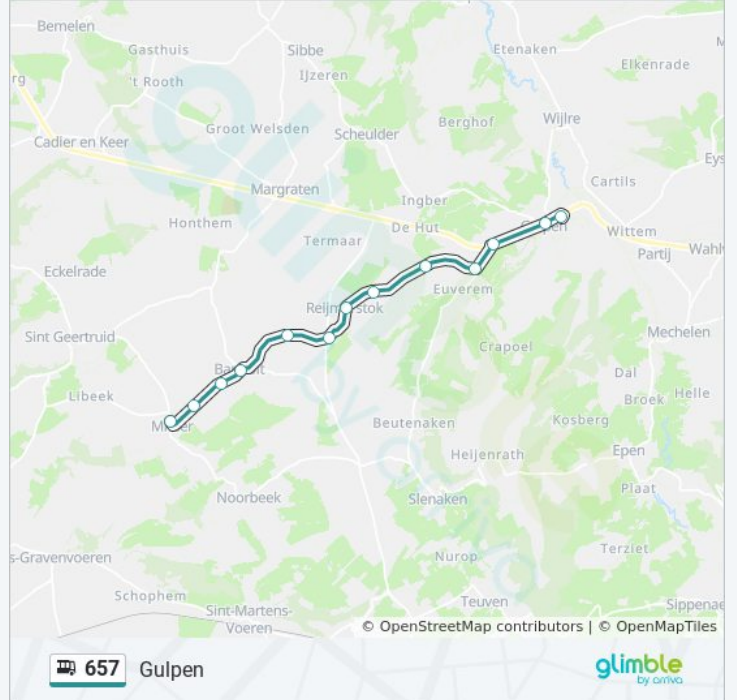 Bemelen
Gasthuis
Sibbe
Etenaken
IJzeren
Elkenrade
't Rooth
Groot Welsden
Scheulder
Berghof
Wijlre
Cadier en Keer
Eys
Cartils
Margraten
Ingber
Honthem
De Hut
Wittem
Termaar
Partij
Wahl
Eckelrade
Euverem
Sint Geertruid
Mechelen
Crapoel
Dal
Libeek
Broek
Helle
Beutenaken
Kosberg
Epen
Heijenrath
Plaat
Noorbeek
Slenaken
Terziet
s-Gravenvoeren
Nurop
Schophem
Teuven
Sippenae
Sint-Martens-
Voeren
© OpenStreetMap contributors | © OpenMapTiles
657 Gulpen
glimble
by arriva